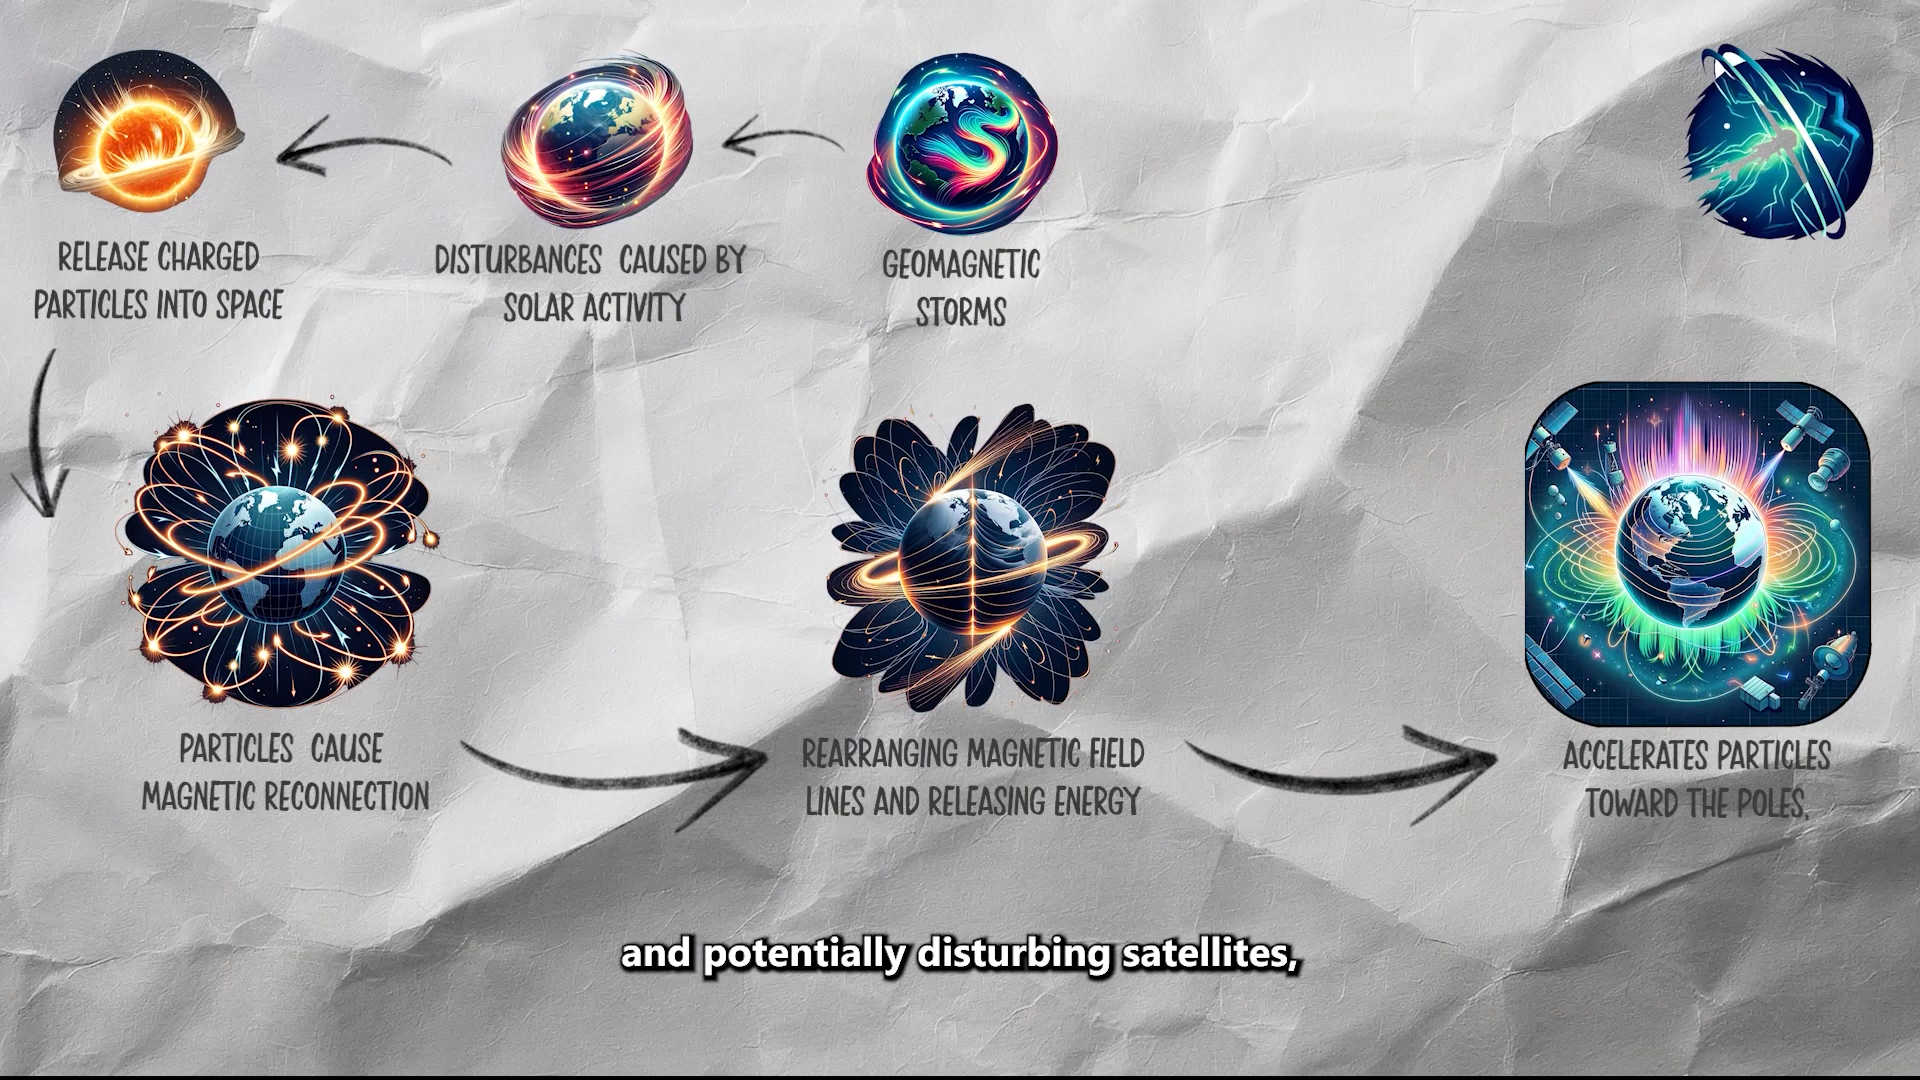 RELEASE CHARGED
PARTICLES INTO SPACE
DISTURBANCES CAUSED BY
SOLAR ACTIVITY
GEOMAGNETIC
STORMS
PARTICLES CAUSE
MAGNETIC RECONNECTION
REARRANGING MAGNETIC FIELD
LINES AND RELEASING ENERGY
ACCELERATES PARTICLES
TOWARD THE POLES,
and potentially disturbing satellites,